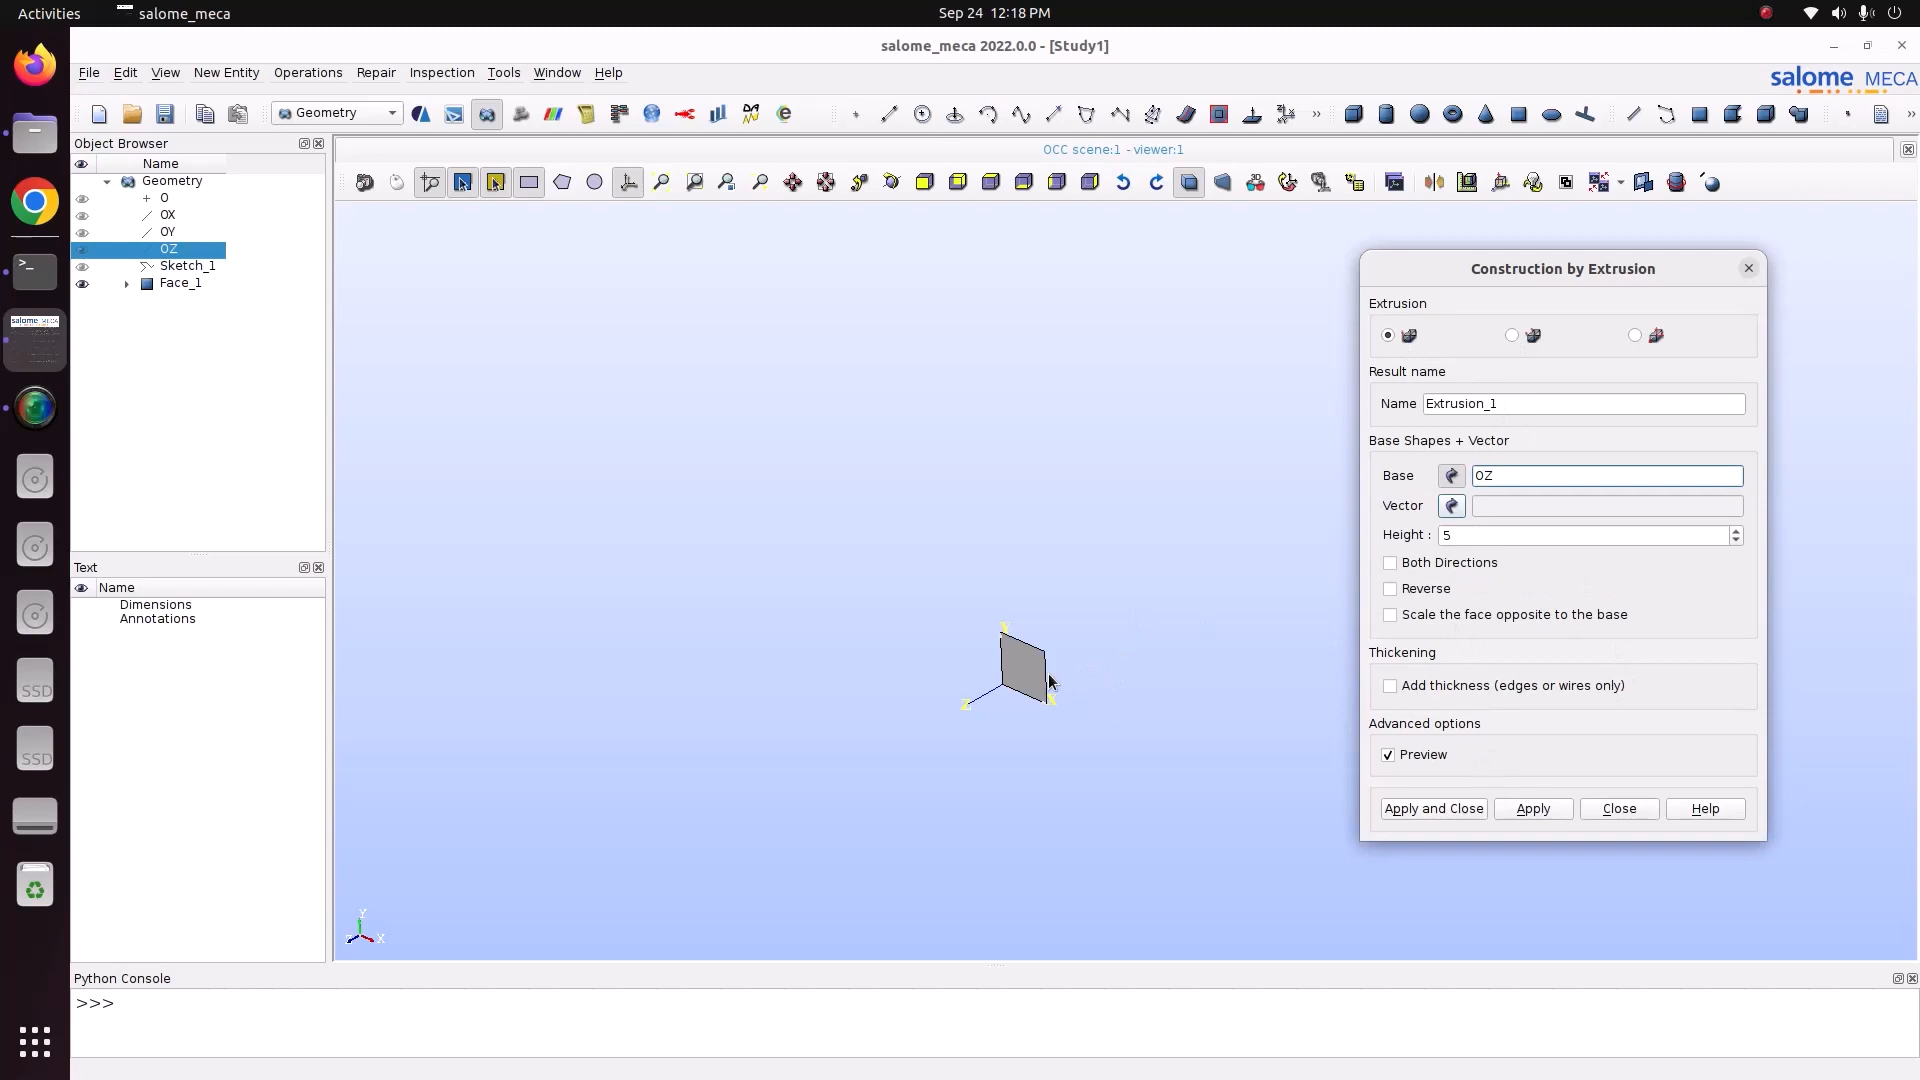 Activities
salome_meca
Sep 24 12:18 PM
salome_meca 2022.0.0 - [Study1]
File Edit View New Entity Operations Repair Inspection Tools Window Help
salome MECA
Geometry
»
»
Object Browser
OCC scene:1 - viewer:1
Name
Geometry
O
OX
OY
OZ
Sketch_1
Face_1
Construction by Extrusion
Extrusion
Result name
Name Extrusion_1
Base Shapes + Vector
Base OZ
Vector
Height : 5
Both Directions
Reverse
Scale the face opposite to the base
Thickening
Add thickness (edges or wires only)
Advanced options
Preview
Apply and Close Apply Close Help
Y
X
Z
Text
Name
Dimensions
Annotations
SSD
SSD
Y
Z X
Python Console
>>>